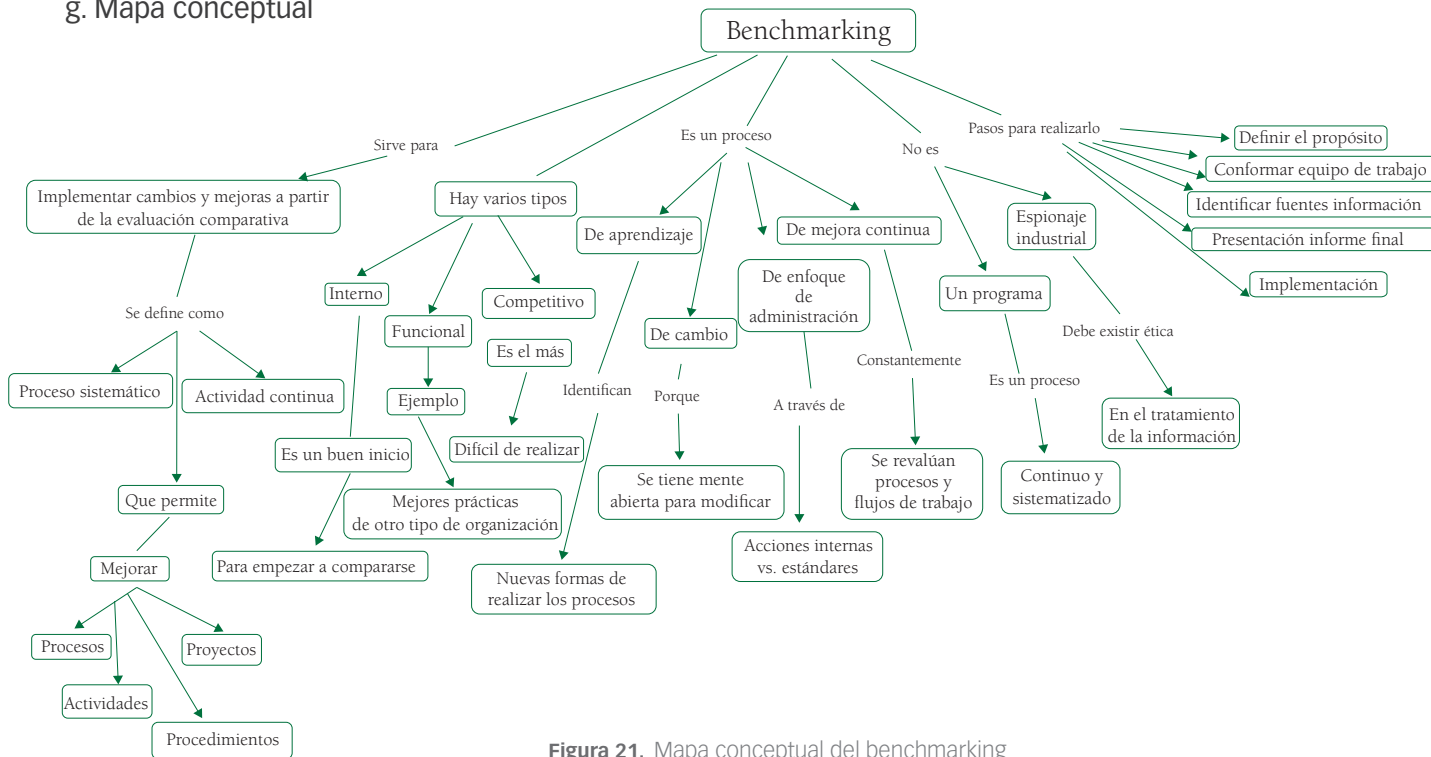 g. Mapa conceptual
Benchmarking
Sirve para
Es un proceso
No es
Pasos para realizarlo
Definir el propósito
Conformar equipo de trabajo
Identificar fuentes información
Presentación informe final
Implementación
Implementar cambios y mejoras a partir
de la evaluación comparativa
Hay varios tipos
De aprendizaje
De mejora continua
Espionaje
industrial
Interno
Competitivo
De enfoque
de
administración
Un programa
Se define como
Funcional
De cambio
Debe existir ética
Es el más
Constantemente
Proceso sistemático
Actividad continua
Ejemplo
Identifican
Porque
A través de
Es un proceso
En el tratamiento
de la información
Es un buen inicio
Difícil de realizar
Se tiene mente
abierta para modificar
Se revalúan
procesos y
flujos de trabajo
Continuo y
sistematizado
Que permite
Mejores prácticas
de otro tipo de organización
Acciones internas
vs. estándares
Mejorar
Para empezar a compararse
Nuevas formas de
realizar los procesos
Procesos
Proyectos
Actividades
Procedimientos
Figura 21. Mapa conceptual del benchmarking